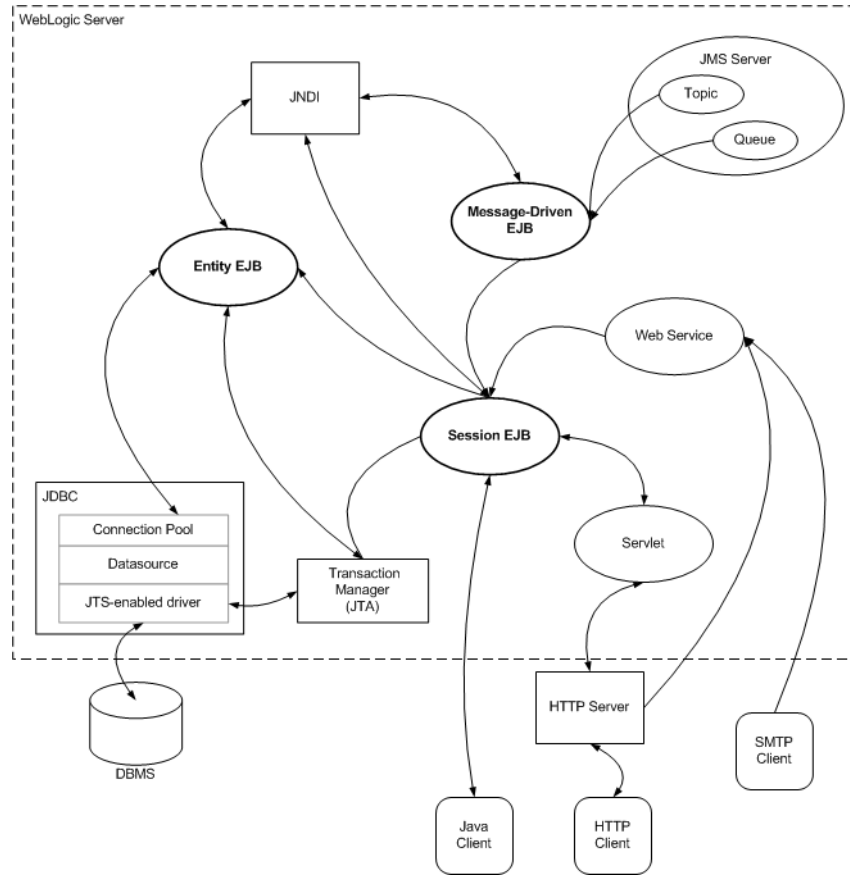 WebLogic Server
JNDI
JMS Server
Topic
Queue
Message-Driven
EJB
Entity EJB
Web Service
Session EJB
JDBC
Connection Pool
Datasource
JTS-enabled driver
Transaction
Manager
(JTA)
Servlet
HTTP Server
SMTP
Client
DBMS
Java
Client
HTTP
Client